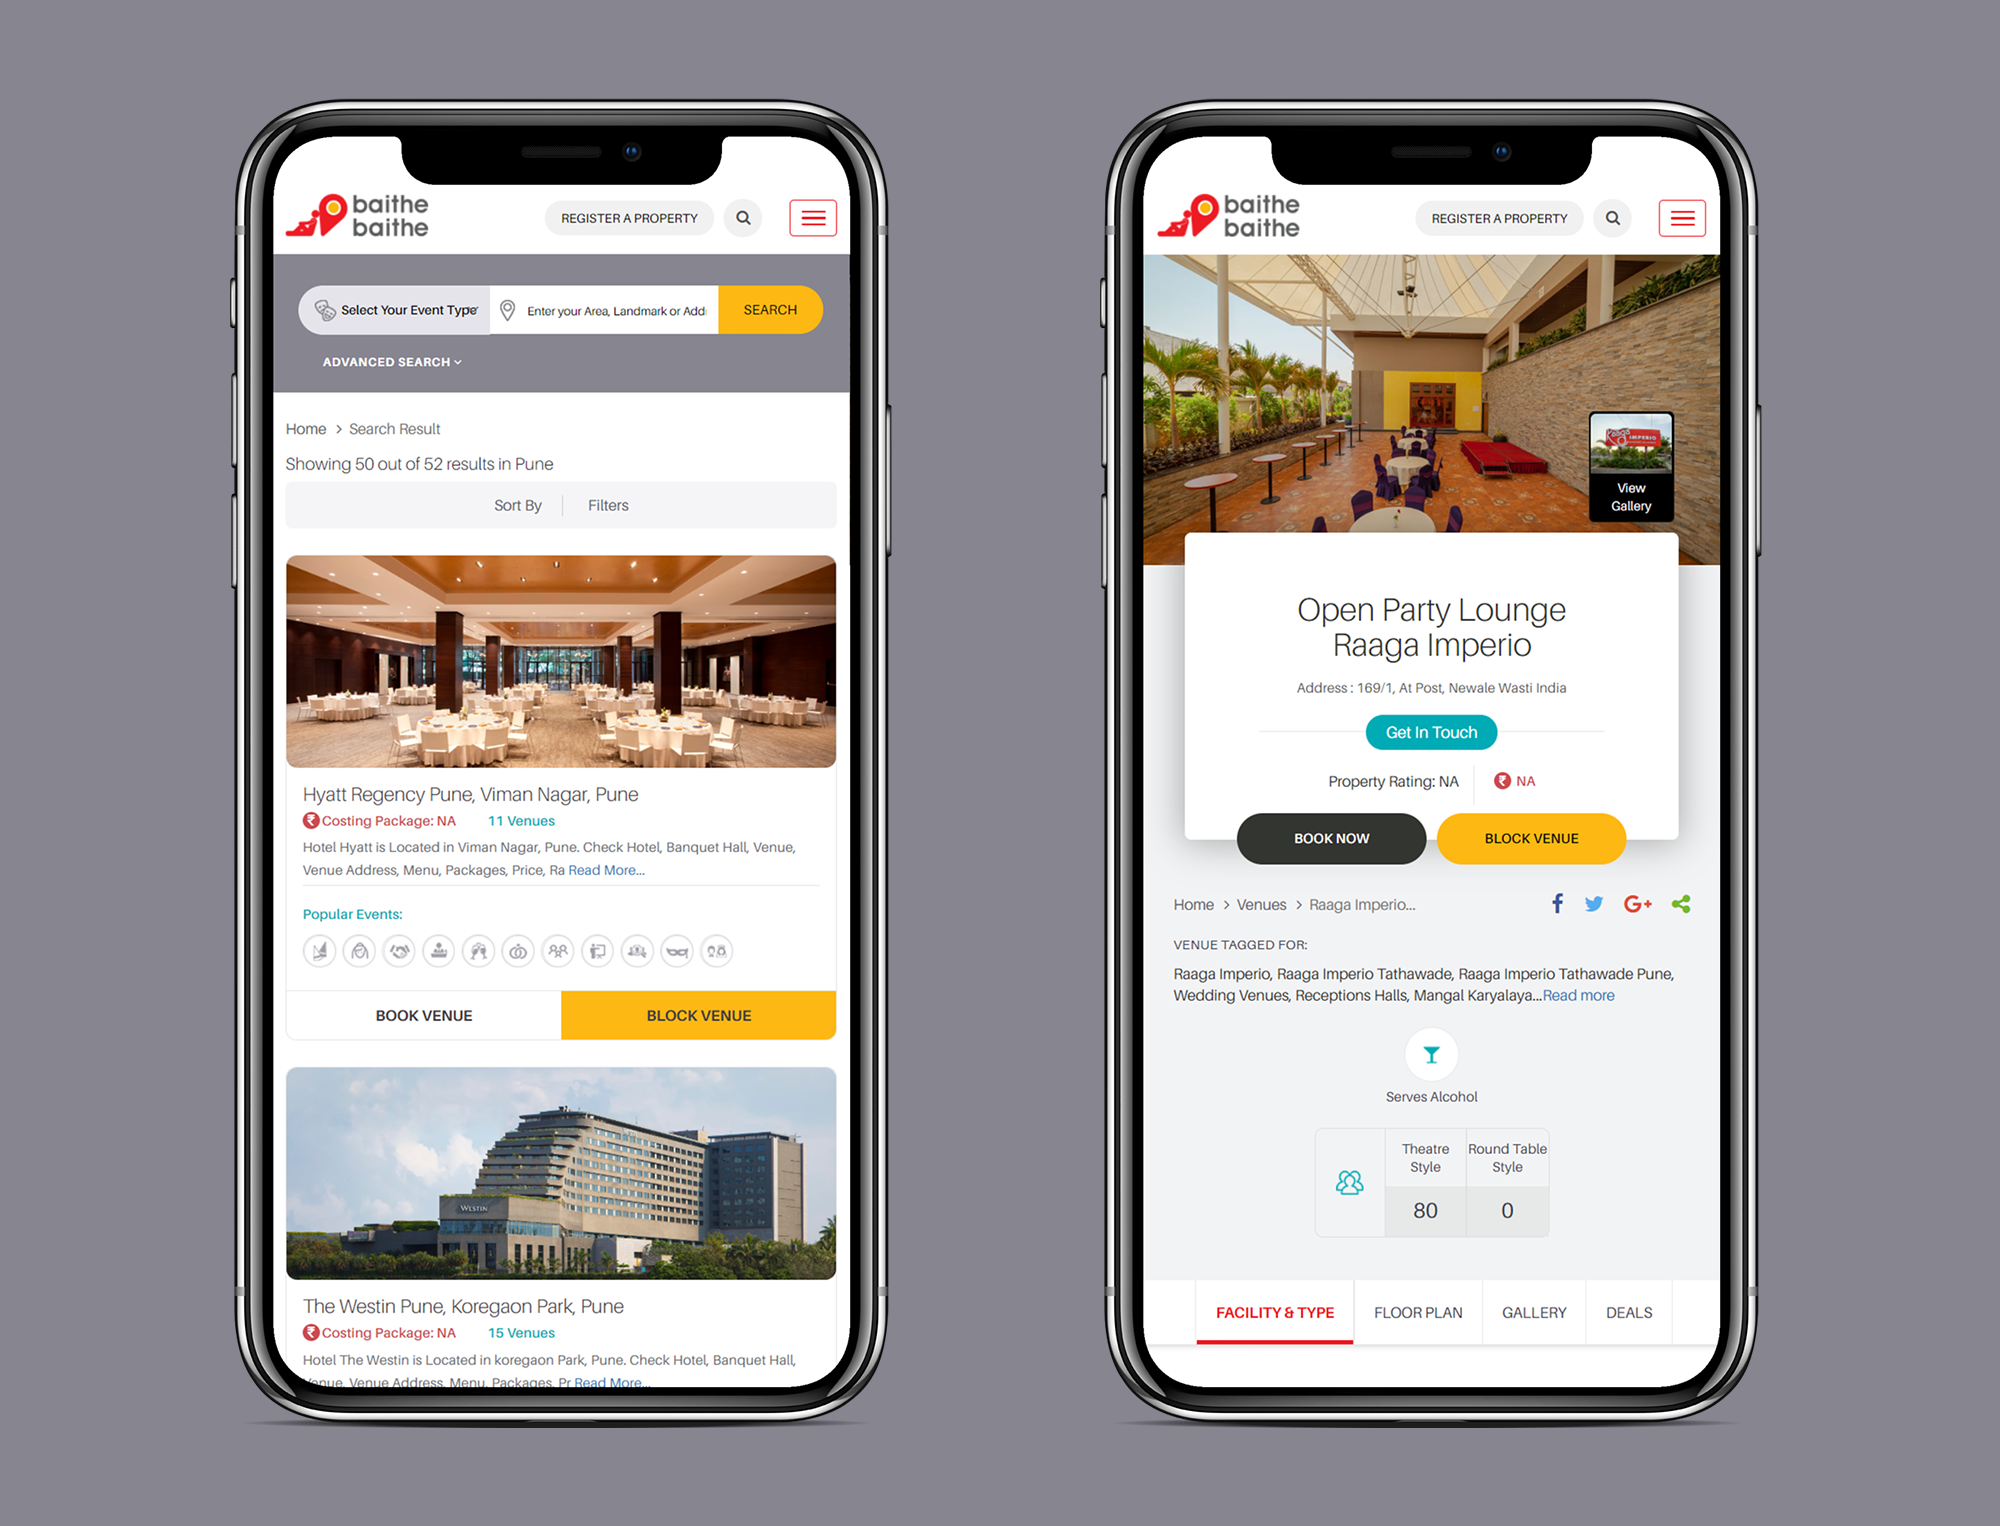 baithe
baithe
REGISTER A PROPERTY
Select Your Event Type
Enter your Area, Landmark or Add
SEARCH
ADVANCED SEARCH
Home > Search Result
Showing 50 out of 52 results in Pune
Sort By
Filters
Hyatt Regency Pune, Viman Nagar, Pune
Costing Package: NA
11 Venues
Hotel Hyatt is Located in Viman Nagar, Pune. Check Hotel, Banquet Hall, Venue,
Venue Address, Menu, Packages, Price, Ra Read More...
Popular Events:
BOOK VENUE
BLOCK VENUE
WESTIN
The Westin Pune, Koregaon Park, Pune
Costing Package: NA
15 Venues
Hotel The Westin is Located in koregaon Park, Pune. Check Hotel, Banquet Hall,
Venue, Venue Address, Menu, Packages, Pr Read More...
baithe
baithe
REGISTER A PROPERTY
IMPERIO
View
Gallery
Open Party Lounge
Raaga Imperio
Address : 169/1, At Post, Newale Wasti India
Get In Touch
Property Rating: NA
₹ NA
BOOK NOW
BLOCK VENUE
Home > Venues > Raaga Imperio...
G+
VENUE TAGGED FOR:
Raaga Imperio, Raaga Imperio Tathawade, Raaga Imperio Tathawade Pune,
Wedding Venues, Receptions Halls, Mangal Karyalaya...Read more
Serves Alcohol
Theatre
Style
Round Table
Style
80
0
FACILITY & TYPE
FLOOR PLAN
GALLERY
DEALS